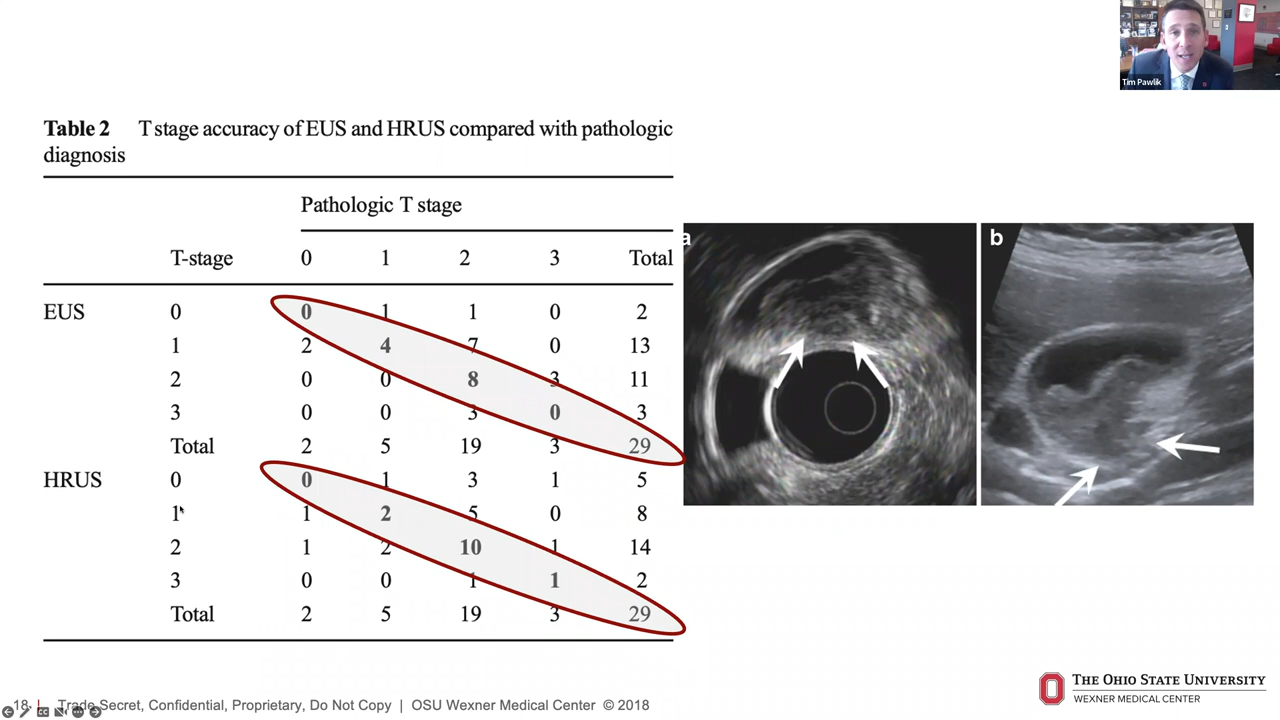 Tim Pawlik
Table 2 T stage accuracy of EUS and HRUS compared with pathologic
diagnosis
Pathologic T stage
T-stage 0 1 2 3 Total
EUS 0 0 1 1 0 2
1 2 4 7 0 13
2 0 0 8 3 11
3 0 0 3 0 3
Total 2 5 19 3 29
HRUS 0 0 1 3 1 5
1 1 2 5 0 8
2 1 2 10 1 14
3 0 0 1 1 2
Total 2 5 19 3 29
a
b
THE OHIO STATE UNIVERSITY
WEXNER MEDICAL CENTER
18 | Trade Secret, Confidential, Proprietary, Do Not Copy | OSU Wexner Medical Center © 2018